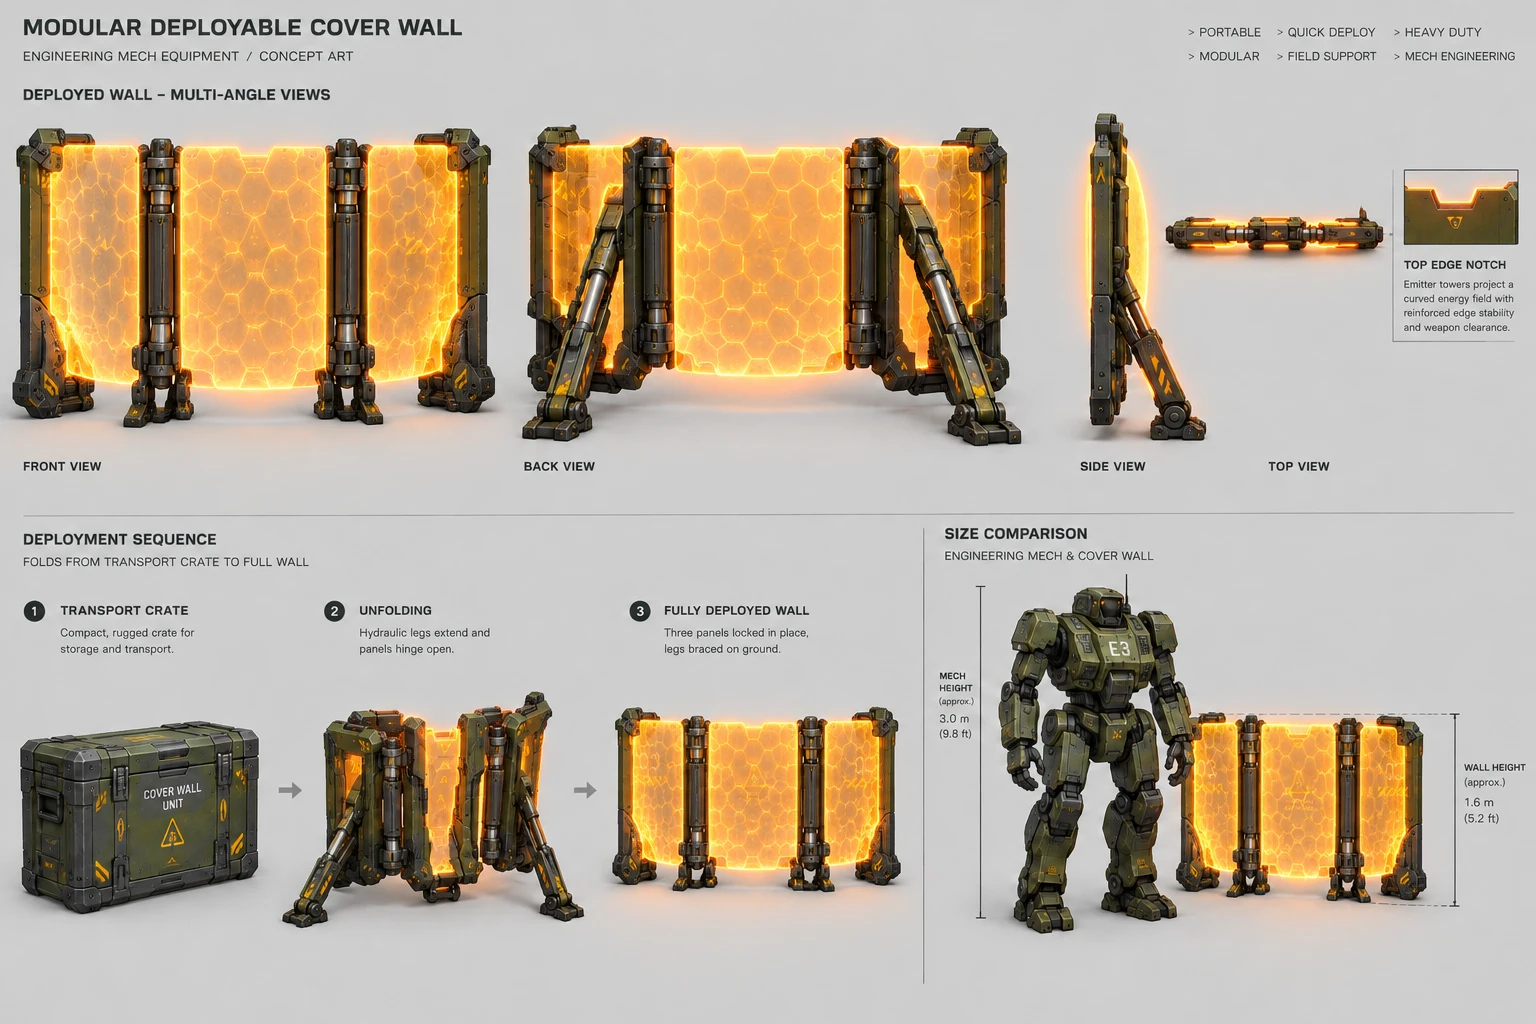 MODULAR DEPLOYABLE COVER WALL
ENGINEERING MECH EQUIPMENT / CONCEPT ART
> PORTABLE > QUICK DEPLOY > HEAVY DUTY
> MODULAR > FIELD SUPPORT > MECH ENGINEERING
DEPLOYED WALL – MULTI-ANGLE VIEWS
TOP EDGE NOTCH
Emitter towers project a
curved energy field with
reinforced edge stability
and weapon clearance.
FRONT VIEW
BACK VIEW
SIDE VIEW
TOP VIEW
DEPLOYMENT SEQUENCE
FOLDS FROM TRANSPORT CRATE TO FULL WALL
1 TRANSPORT CRATE
Compact, rugged crate for
storage and transport.
COVER WALL
UNIT
2 UNFOLDING
Hydraulic legs extend and
panels hinge open.
3 FULLY DEPLOYED WALL
Three panels locked in place,
legs braced on ground.
SIZE COMPARISON
ENGINEERING MECH & COVER WALL
MECH
HEIGHT
(approx.)
3.0 m
(9.8 ft)
E3
WALL HEIGHT
(approx.)
1.6 m
(5.2 ft)